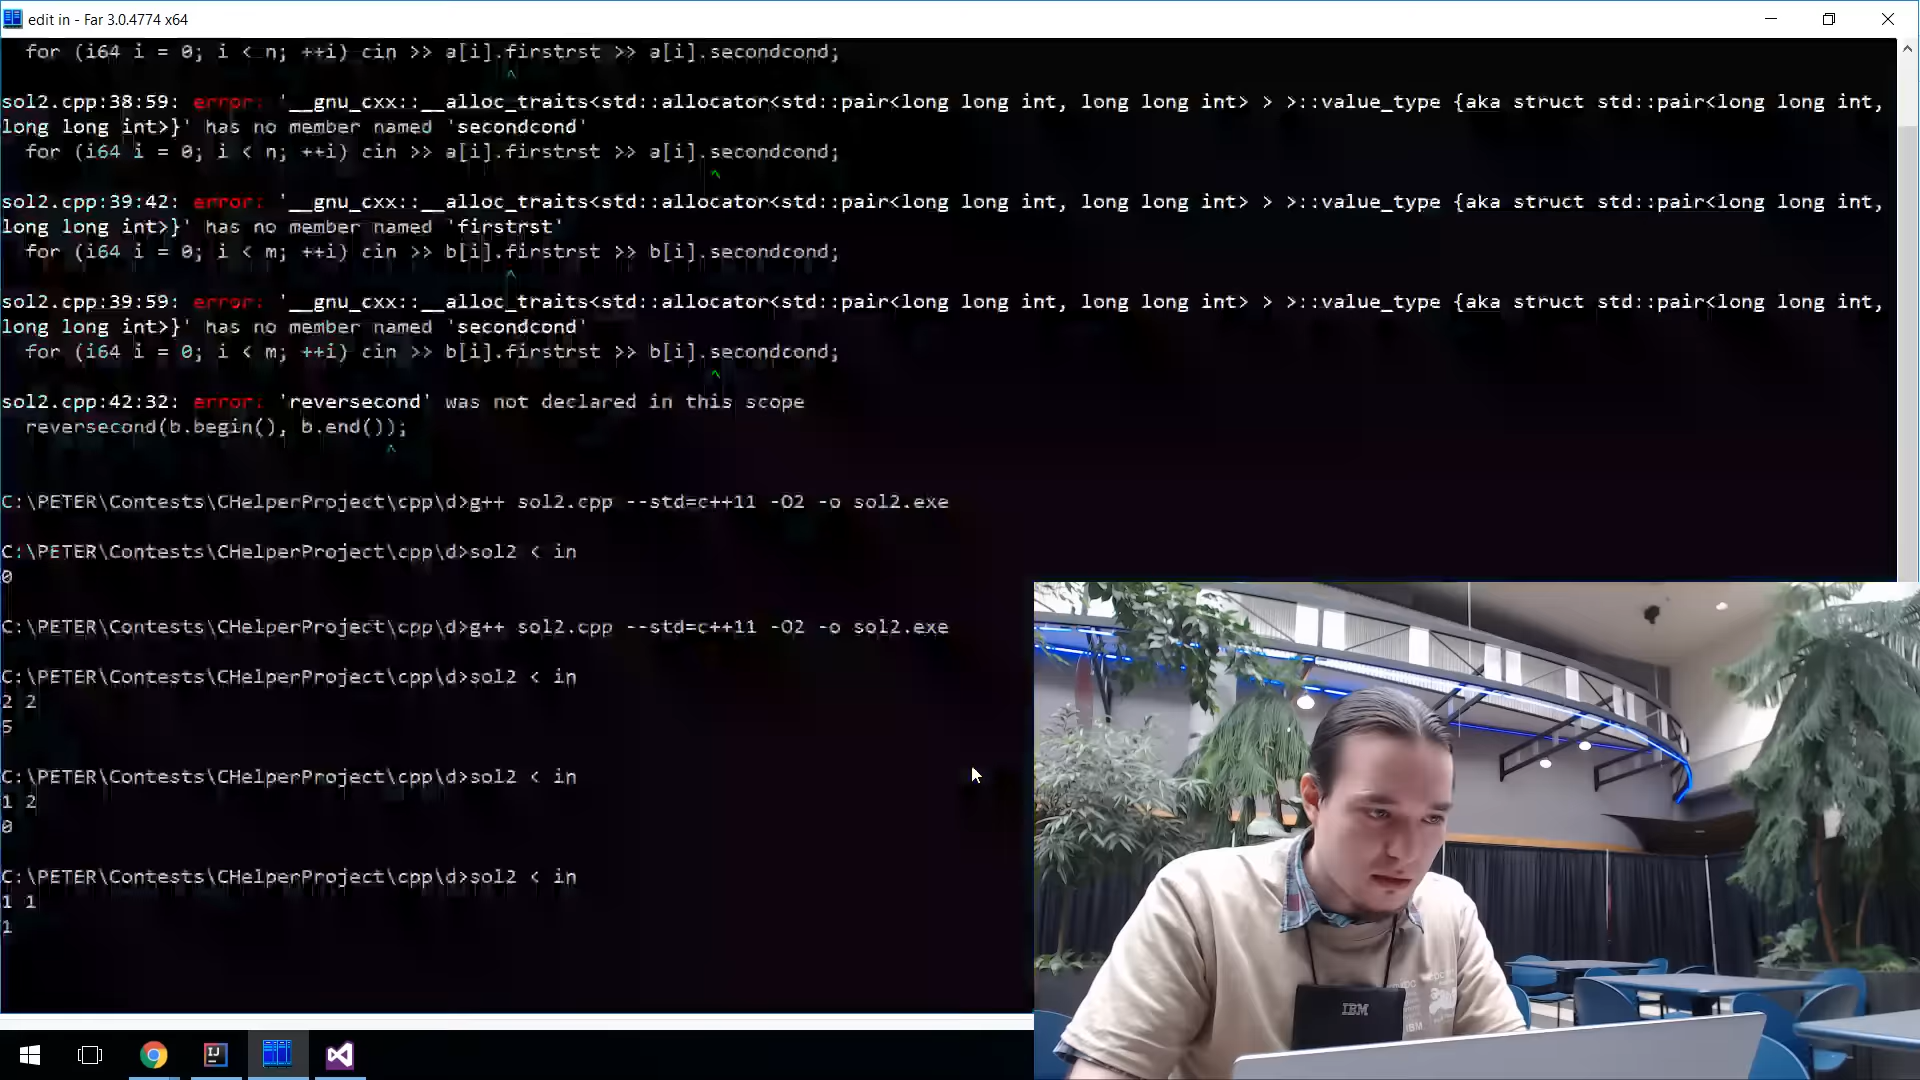 edit in - Far 3.0.4774 x64
for (i64 i = 0; i < n; ++i) cin >> a[i].firstrst >> a[i].secondcond;
^
sol2.cpp:38:59: error: '__gnu_cxx::__alloc_traits<std::allocator<std::pair<long long int, long long int> > >::value_type {aka struct std::pair<long long int,
long long int>}' has no member named 'secondcond'
for (i64 i = 0; i < n; ++i) cin >> a[i].firstrst >> a[i].secondcond;
^
sol2.cpp:39:42: error: '__gnu_cxx::__alloc_traits<std::allocator<std::pair<long long int, long long int> > >::value_type {aka struct std::pair<long long int,
long long int>}' has no member named 'firstrst'
for (i64 i = 0; i < m; ++i) cin >> b[i].firstrst >> b[i].secondcond;
^
sol2.cpp:39:59: error: '__gnu_cxx::__alloc_traits<std::allocator<std::pair<long long int, long long int> > >::value_type {aka struct std::pair<long long int,
long long int>}' has no member named 'secondcond'
for (i64 i = 0; i < m; ++i) cin >> b[i].firstrst >> b[i].secondcond;
^
sol2.cpp:42:32: error: 'reversecond' was not declared in this scope
reversecond(b.begin(), b.end());
^
C:\PETER\Contests\CHelperProject\cpp\d>g++ sol2.cpp --std=c++11 -O2 -o sol2.exe
C:\PETER\Contests\CHelperProject\cpp\d>sol2 < in
0
C:\PETER\Contests\CHelperProject\cpp\d>g++ sol2.cpp --std=c++11 -O2 -o sol2.exe
C:\PETER\Contests\CHelperProject\cpp\d>sol2 < in
2 2
5
C:\PETER\Contests\CHelperProject\cpp\d>sol2 < in
1 2
0
C:\PETER\Contests\CHelperProject\cpp\d>sol2 < in
1 1
1
IBM
IBM
IJ